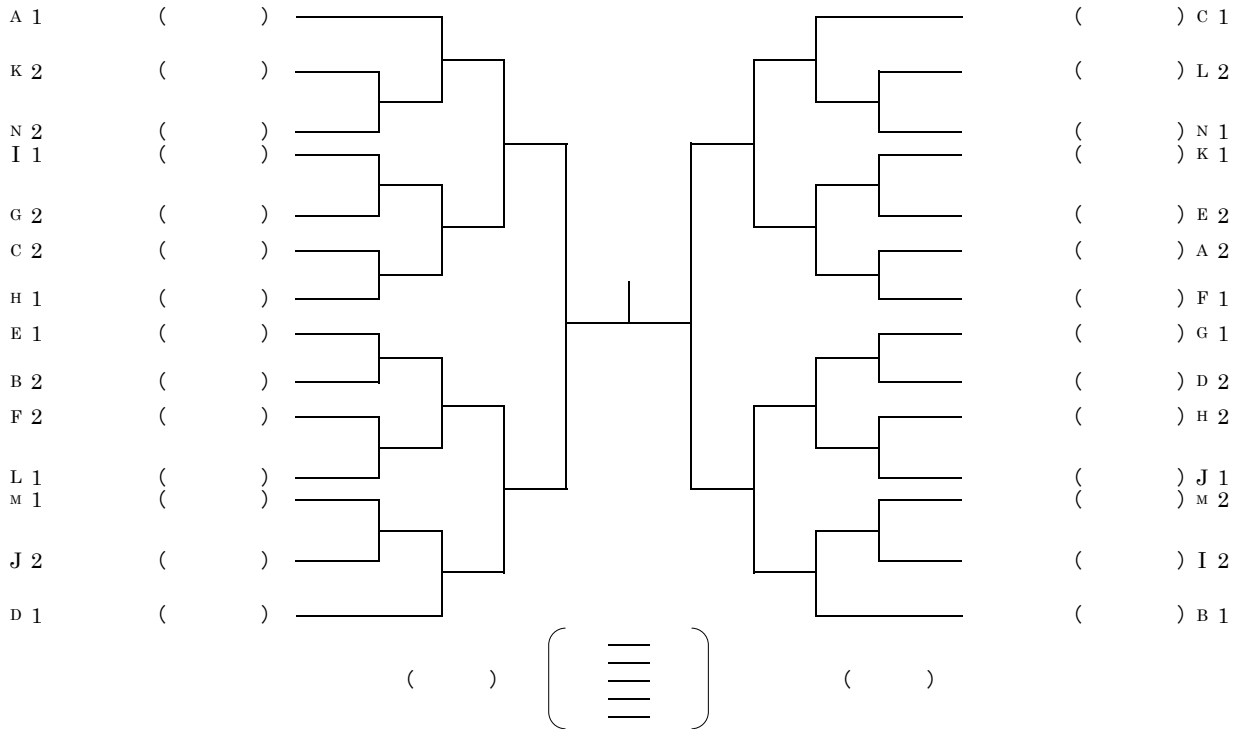 A 1 ( ) ( ) C 1
K 2 ( ) ( ) L 2
N 2 ( ) ( ) N 1
I 1 ( ) ( ) K 1
G 2 ( ) ( ) E 2
C 2 ( ) ( ) A 2
H 1 ( ) ( ) F 1
E 1 ( ) ( ) G 1
B 2 ( ) ( ) D 2
F 2 ( ) ( ) H 2
L 1 ( ) ( ) J 1
M 1 ( ) ( ) M 2
J 2 ( ) ( ) I 2
D 1 ( ) ( ) B 1
( ) ( )